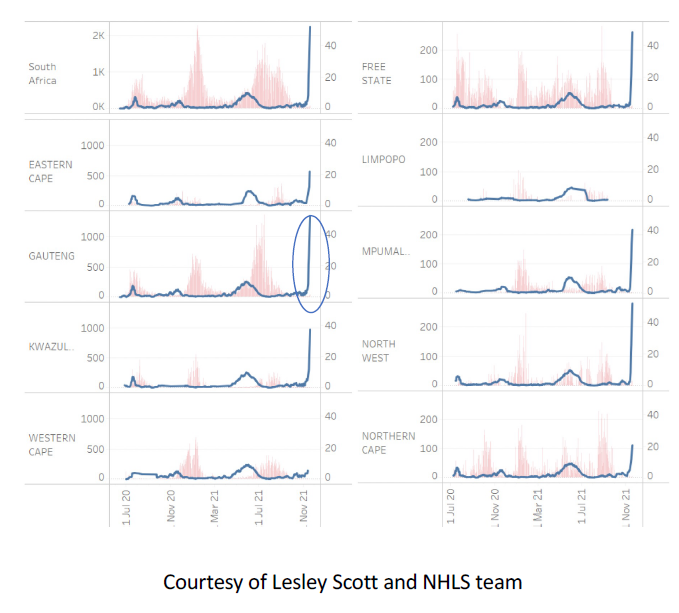 South
Africa
2K
1K
0K
40
20
0
EASTERN
CAPE
1000
500
0
40
20
0
GAUTENG
1000
500
0
40
20
0
KWAZUL..
1000
500
0
40
20
0
WESTERN
CAPE
1000
500
0
40
20
0
1 Jul 20
. Nov 20
. Mar 21
1 Jul 21
. Nov 21
FREE
STATE
200
100
0
40
20
0
LIMPOPO
200
100
0
40
20
0
MPUMAL..
200
100
0
40
20
0
NORTH
WEST
200
100
0
40
20
0
NORTHERN
CAPE
200
100
0
40
20
0
1 Jul 20
1 Nov 20
1 Mar 21
1 Jul 21
1 Nov 21
Courtesy of Lesley Scott and NHLS team